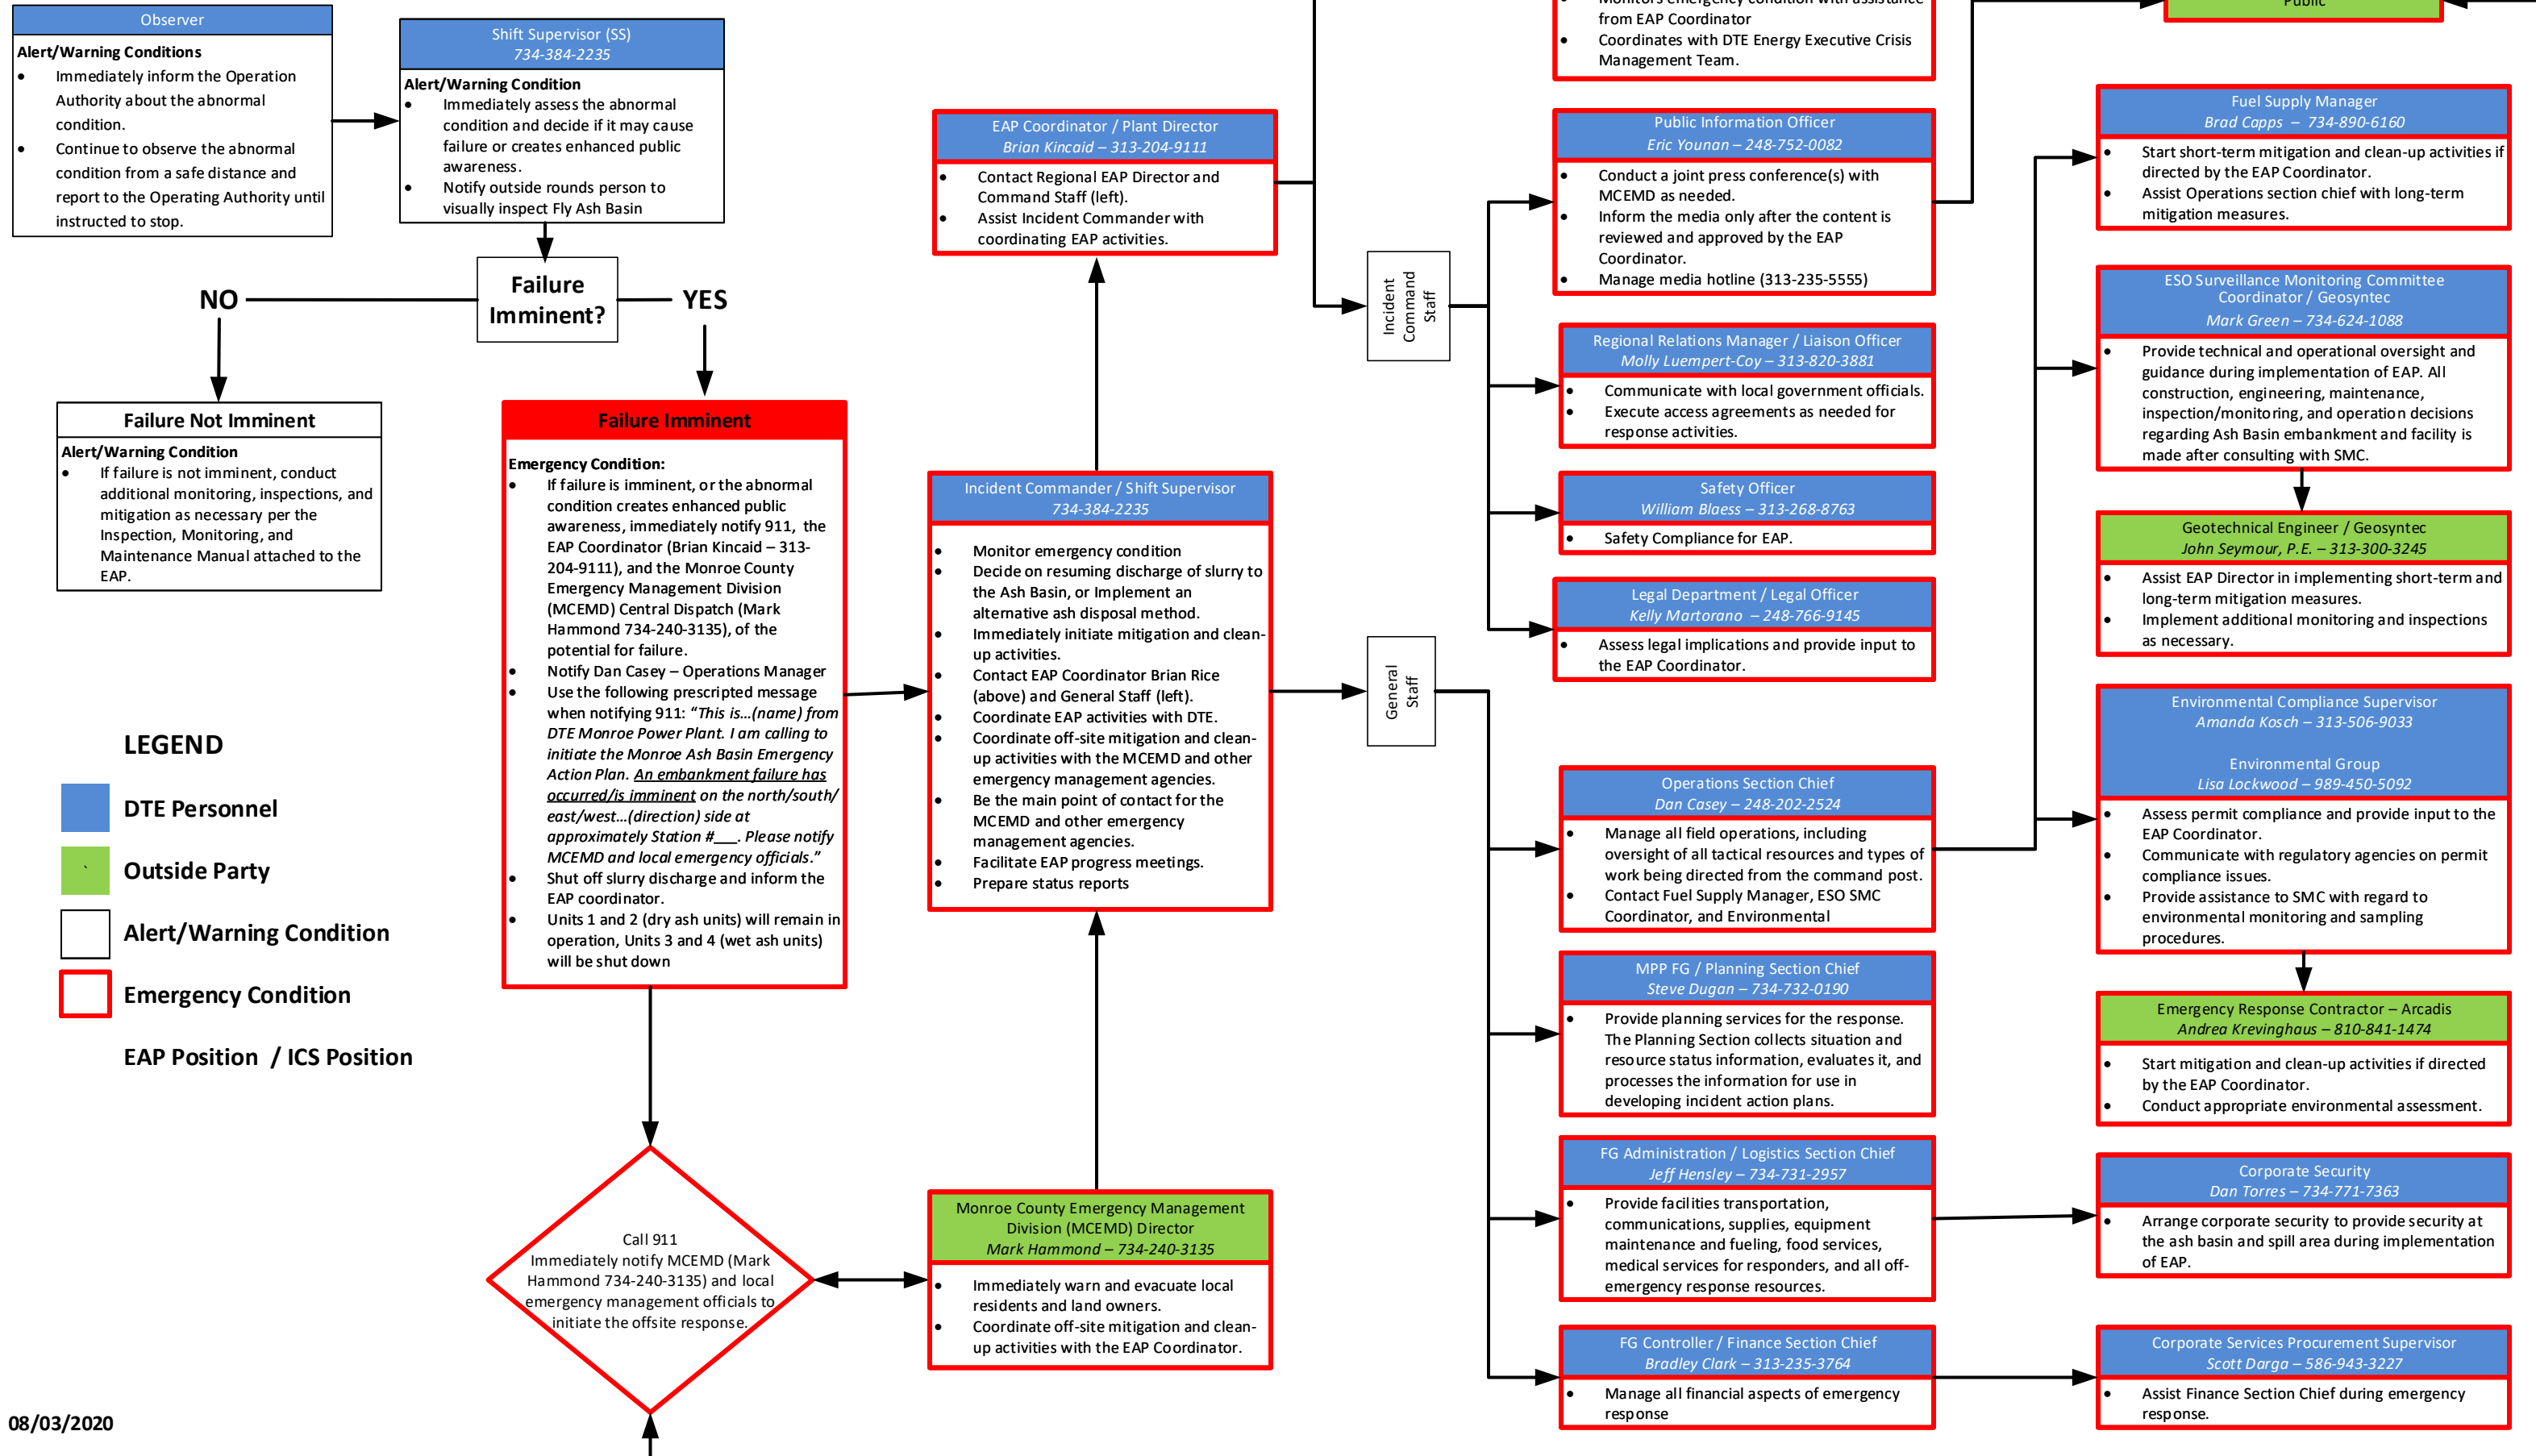 Observer
Alert/Warning Conditions
• Immediately inform the Operation
Authority about the abnormal
condition.
• Continue to observe the abnormal
condition from a safe distance and
report to the Operating Authority until
instructed to stop.
Shift Supervisor (SS)
734-384-2235
Alert/Warning Condition
• Immediately assess the abnormal
condition and decide if it may cause
failure or creates enhanced public
awareness.
• Notify outside rounds person to
visually inspect Fly Ash Basin
Failure
Imminent?
NO
YES
Failure Not Imminent
Alert/Warning Condition
• If failure is not imminent, conduct
additional monitoring, inspections, and
mitigation as necessary per the
Inspection, Monitoring, and
Maintenance Manual attached to the
EAP.
Failure Imminent
Emergency Condition:
• If failure is imminent, or the abnormal
condition creates enhanced public
awareness, immediately notify 911, the
EAP Coordinator (Brian Kincaid – 313-
204-9111), and the Monroe County
Emergency Management Division
(MCEMD) Central Dispatch (Mark
Hammond 734-240-3135), of the
potential for failure.
• Notify Dan Casey – Operations Manager
• Use the following prescripted message
when notifying 911: “This is...(name) from
DTE Monroe Power Plant. I am calling to
initiate the Monroe Ash Basin Emergency
Action Plan. An embankment failure has
occurred/is imminent on the north/south/
east/west...(direction) side at
approximately Station #___. Please notify
MCEMD and local emergency officials.”
• Shut off slurry discharge and inform the
EAP coordinator.
• Units 1 and 2 (dry ash units) will remain in
operation, Units 3 and 4 (wet ash units)
will be shut down
LEGEND
DTE Personnel
Outside Party
Alert/Warning Condition
Emergency Condition
EAP Position / ICS Position
Call 911
Immediately notify MCEMD (Mark
Hammond 734-240-3135) and local
emergency management officials to
initiate the offsite response.
08/03/2020
EAP Coordinator / Plant Director
Brian Kincaid – 313-204-9111
• Contact Regional EAP Director and
Command Staff (left).
• Assist Incident Commander with
coordinating EAP activities.
Incident Commander / Shift Supervisor
734-384-2235
• Monitor emergency condition
• Decide on resuming discharge of slurry to
the Ash Basin, or Implement an
alternative ash disposal method.
• Immediately initiate mitigation and clean-
up activities.
• Contact EAP Coordinator Brian Rice
(above) and General Staff (left).
• Coordinate EAP activities with DTE.
• Coordinate off-site mitigation and clean-
up activities with the MCEMD and other
emergency management agencies.
• Be the main point of contact for the
MCEMD and other emergency
management agencies.
• Facilitate EAP progress meetings.
• Prepare status reports
Monroe County Emergency Management
Division (MCEMD) Director
Mark Hammond – 734-240-3135
• Immediately warn and evacuate local
residents and land owners.
• Coordinate off-site mitigation and clean-
up activities with the EAP Coordinator.
Incident
Command
Staff
General
Staff
• Monitors emergency condition with assistance
from EAP Coordinator
• Coordinates with DTE Energy Executive Crisis
Management Team.
Public Information Officer
Eric Younan – 248-752-0082
• Conduct a joint press conference(s) with
MCEMD as needed.
• Inform the media only after the content is
reviewed and approved by the EAP
Coordinator.
• Manage media hotline (313-235-5555)
Regional Relations Manager / Liaison Officer
Molly Luempert-Coy – 313-820-3881
• Communicate with local government officials.
• Execute access agreements as needed for
response activities.
Safety Officer
William Blaess – 313-268-8763
• Safety Compliance for EAP.
Legal Department / Legal Officer
Kelly Martorano – 248-766-9145
• Assess legal implications and provide input to
the EAP Coordinator.
Operations Section Chief
Dan Casey – 248-202-2524
• Manage all field operations, including
oversight of all tactical resources and types of
work being directed from the command post.
• Contact Fuel Supply Manager, ESO SMC
Coordinator, and Environmental
MPP FG / Planning Section Chief
Steve Dugan – 734-732-0190
• Provide planning services for the response.
The Planning Section collects situation and
resource status information, evaluates it, and
processes the information for use in
developing incident action plans.
FG Administration / Logistics Section Chief
Jeff Hensley – 734-731-2957
• Provide facilities transportation,
communications, supplies, equipment
maintenance and fueling, food services,
medical services for responders, and all off-
emergency response resources.
FG Controller / Finance Section Chief
Bradley Clark – 313-235-3764
• Manage all financial aspects of emergency
response
Public
Fuel Supply Manager
Brad Capps – 734-890-6160
• Start short-term mitigation and clean-up activities if
directed by the EAP Coordinator.
• Assist Operations section chief with long-term
mitigation measures.
ESO Surveillance Monitoring Committee
Coordinator / Geosyntec
Mark Green – 734-624-1088
• Provide technical and operational oversight and
guidance during implementation of EAP. All
construction, engineering, maintenance,
inspection/monitoring, and operation decisions
regarding Ash Basin embankment and facility is
made after consulting with SMC.
Geotechnical Engineer / Geosyntec
John Seymour, P.E. – 313-300-3245
• Assist EAP Director in implementing short-term and
long-term mitigation measures.
• Implement additional monitoring and inspections
as necessary.
Environmental Compliance Supervisor
Amanda Kosch – 313-506-9033
Environmental Group
Lisa Lockwood – 989-450-5092
• Assess permit compliance and provide input to the
EAP Coordinator.
• Communicate with regulatory agencies on permit
compliance issues.
• Provide assistance to SMC with regard to
environmental monitoring and sampling
procedures.
Emergency Response Contractor – Arcadis
Andrea Krevinghaus – 810-841-1474
• Start mitigation and clean-up activities if directed
by the EAP Coordinator.
• Conduct appropriate environmental assessment.
Corporate Security
Dan Torres – 734-771-7363
• Arrange corporate security to provide security at
the ash basin and spill area during implementation
of EAP.
Corporate Services Procurement Supervisor
Scott Darga – 586-943-3227
• Assist Finance Section Chief during emergency
response.